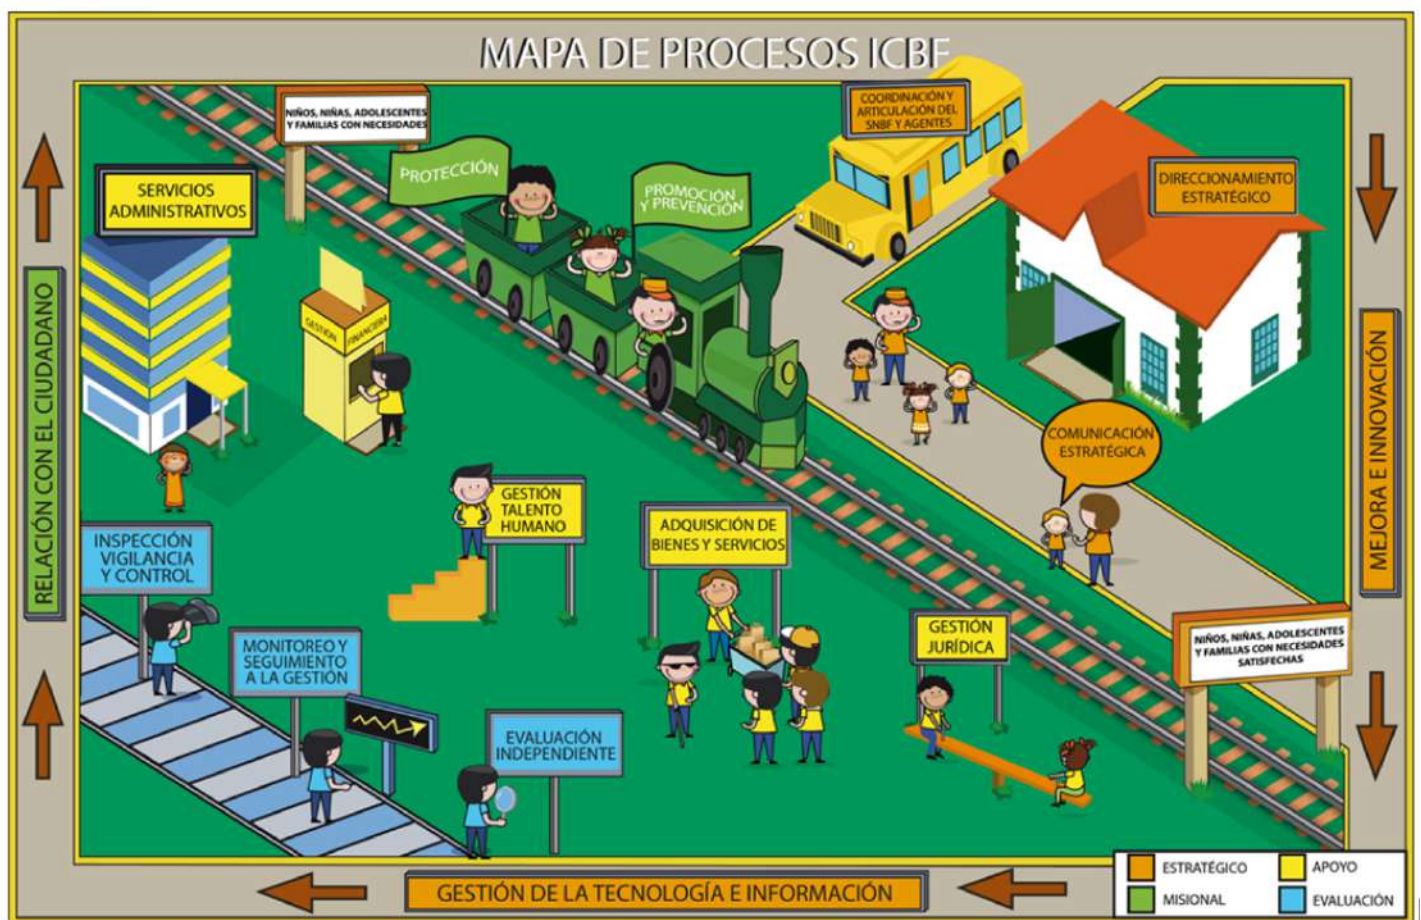 MAPA DE PROCESOS ICBF
NIÑOS, NIÑAS, ADOLESCENTES
Y FAMILIAS CON NECESIDADES
COORDINACIÓN Y
ARTICULACIÓN DEL
SNBF Y AGENTES
PROTECCIÓN
PROMOCIÓN
Y PREVENCIÓN
SERVICIOS
ADMINISTRATIVOS
DIRECCIONAMIENTO
ESTRATÉGICO
GESTIÓN FINANCIERA
RELACIÓN CON EL CIUDADANO
MEJORA E INNOVACIÓN
COMUNICACIÓN
ESTRATÉGICA
GESTIÓN
TALENTO
HUMANO
ADQUISICIÓN DE
BIENES Y SERVICIOS
INSPECCIÓN
VIGILANCIA
Y CONTROL
GESTIÓN
JURÍDICA
NIÑOS, NIÑAS, ADOLESCENTES
Y FAMILIAS CON NECESIDADES
SATISFECHAS
MONITOREO Y
SEGUIMIENTO
A LA GESTIÓN
EVALUACIÓN
INDEPENDIENTE
GESTIÓN DE LA TECNOLOGÍA E INFORMACIÓN
ESTRATÉGICO
APOYO
MISIONAL
EVALUACIÓN